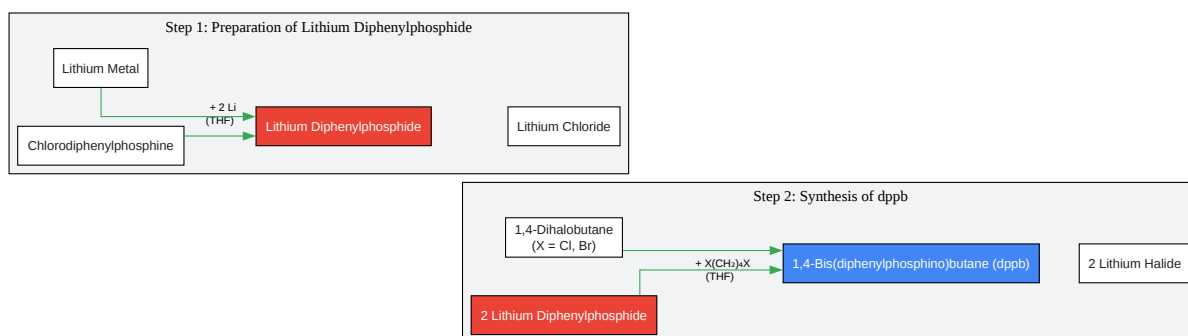 Step 1: Preparation of Lithium Diphenylphosphide
Lithium Metal
+ 2 Li
(THF)
Lithium Diphenylphosphide
Lithium Chloride
Chlorodiphenylphosphine
Step 2: Synthesis of dppb
1,4-Dihalobutane
(X = Cl, Br)
+ X(CH₂)₄X
(THF)
1,4-Bis(diphenylphosphino)butane (dppb)
2 Lithium Halide
2 Lithium Diphenylphosphide